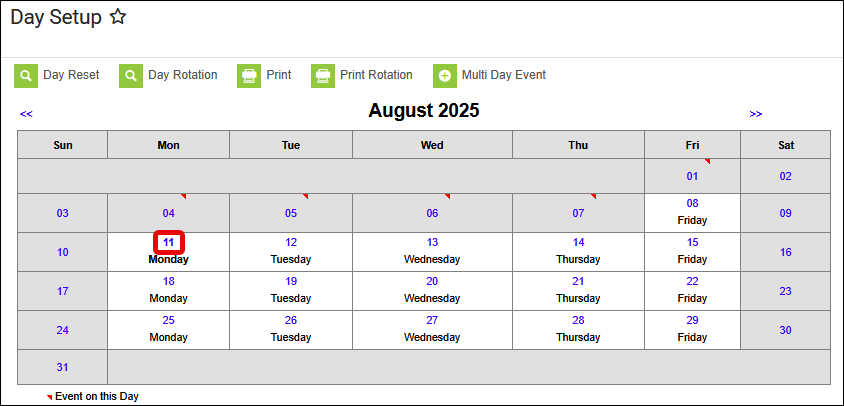 Day Setup
Day Reset Day Rotation Print Print Rotation Multi Day Event
<< August 2025 >>
Sun Mon Tue Wed Thu Fri Sat
01 02
03 04 05 06 07 08 09
Friday
10 11 12 13 14 15 16
Monday Tuesday Wednesday Thursday Friday
17 18 19 20 21 22 23
Monday Tuesday Wednesday Thursday Friday
24 25 26 27 28 29 30
Monday Tuesday Wednesday Thursday Friday
31
Event on this Day